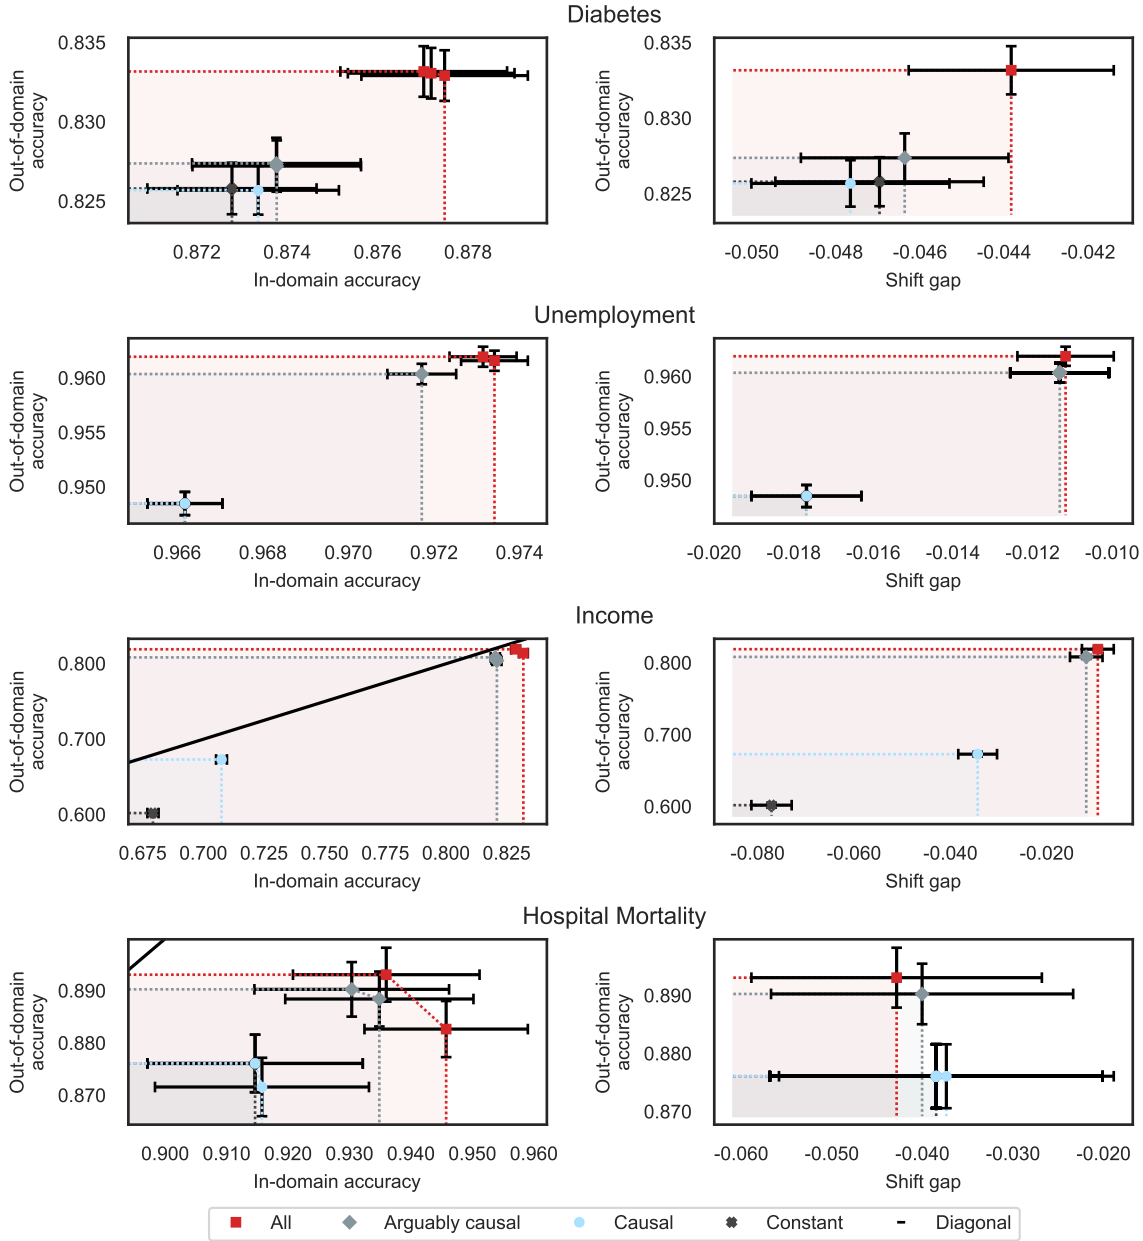 Diabetes
0.835
0.830
0.825
Out-of-domain
accuracy
0.872 0.874 0.876 0.878
In-domain accuracy
0.835
0.830
0.825
Out-of-domain
accuracy
-0.050 -0.048 -0.046 -0.044 -0.042
Shift gap
Unemployment
0.960
0.955
0.950
Out-of-domain
accuracy
0.966 0.968 0.970 0.972 0.974
In-domain accuracy
0.960
0.955
0.950
Out-of-domain
accuracy
-0.020 -0.018 -0.016 -0.014 -0.012 -0.010
Shift gap
Income
0.800
0.700
0.600
Out-of-domain
accuracy
0.675 0.700 0.725 0.750 0.775 0.800 0.825
In-domain accuracy
0.800
0.700
0.600
Out-of-domain
accuracy
-0.080 -0.060 -0.040 -0.020
Shift gap
Hospital Mortality
0.890
0.880
0.870
Out-of-domain
accuracy
0.900 0.910 0.920 0.930 0.940 0.950 0.960
In-domain accuracy
0.890
0.880
0.870
Out-of-domain
accuracy
-0.060 -0.050 -0.040 -0.030 -0.020
Shift gap
All Arguably causal Causal Constant Diagonal